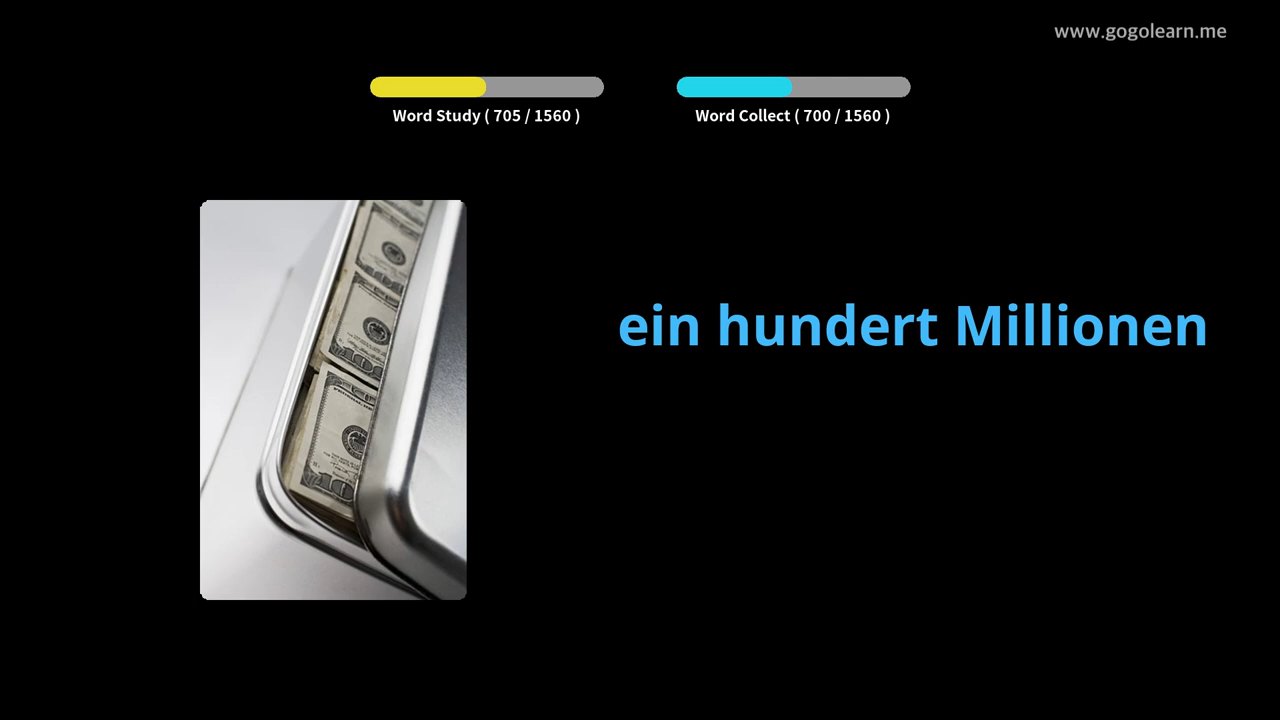 www.gogolearn.me
Word Study ( 705 / 1560 )
Word Collect ( 700 / 1560 )
ein hundert Millionen